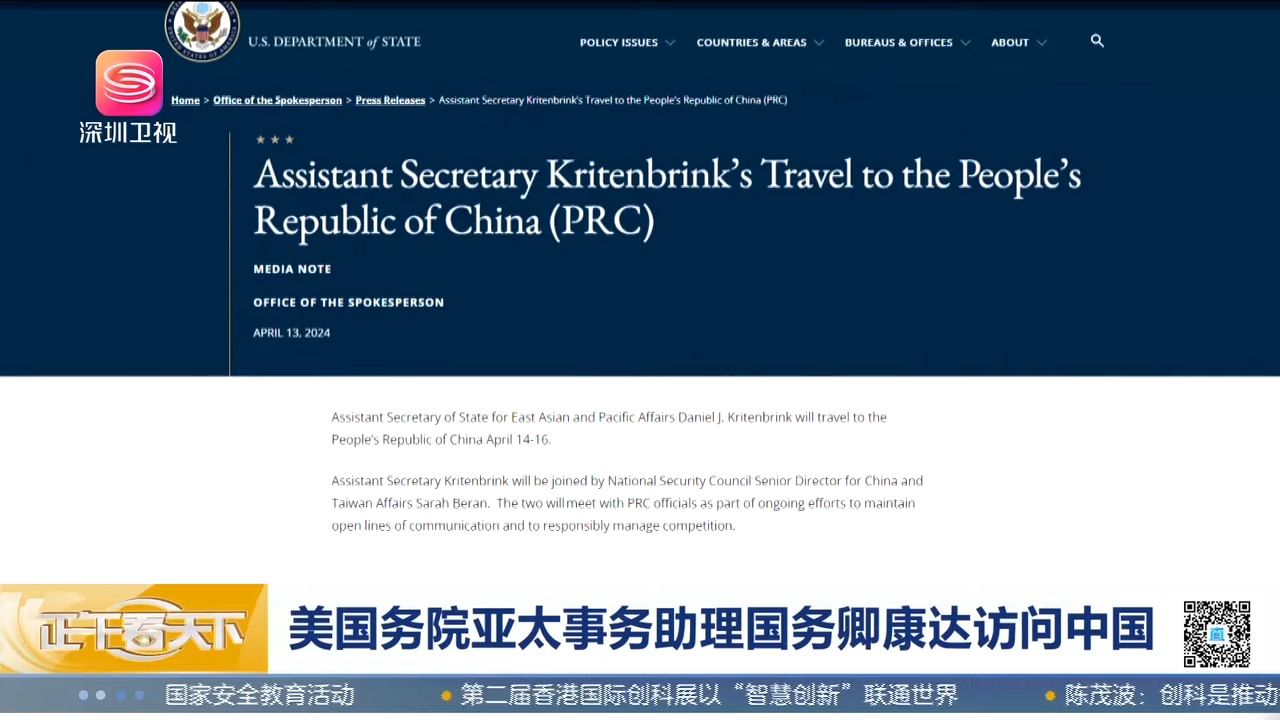 U.S. DEPARTMENT of STATE
POLICY ISSUES
COUNTRIES & AREAS
BUREAUS & OFFICES
ABOUT
深圳卫视
Home > Office of the Spokesperson > Press Releases > Assistant Secretary Kritenbrink's Travel to the People's Republic of China (PRC)
Assistant Secretary Kritenbrink's Travel to the People's
Republic of China (PRC)
MEDIA NOTE
OFFICE OF THE SPOKESPERSON
APRIL 13, 2024
Assistant Secretary of State for East Asian and Pacific Affairs Daniel J. Kritenbrink will travel to the
People's Republic of China April 14-16.
Assistant Secretary Kritenbrink will be joined by National Security Council Senior Director for China and
Taiwan Affairs Sarah Beran. The two will meet with PRC officials as part of ongoing efforts to maintain
open lines of communication and to responsibly manage competition.
正午看天下
美国务院亚太事务助理国务卿康达访问中国
国家安全教育活动
第二届香港国际创科展以“智慧创新”联通世界
陈茂波：创科是推动